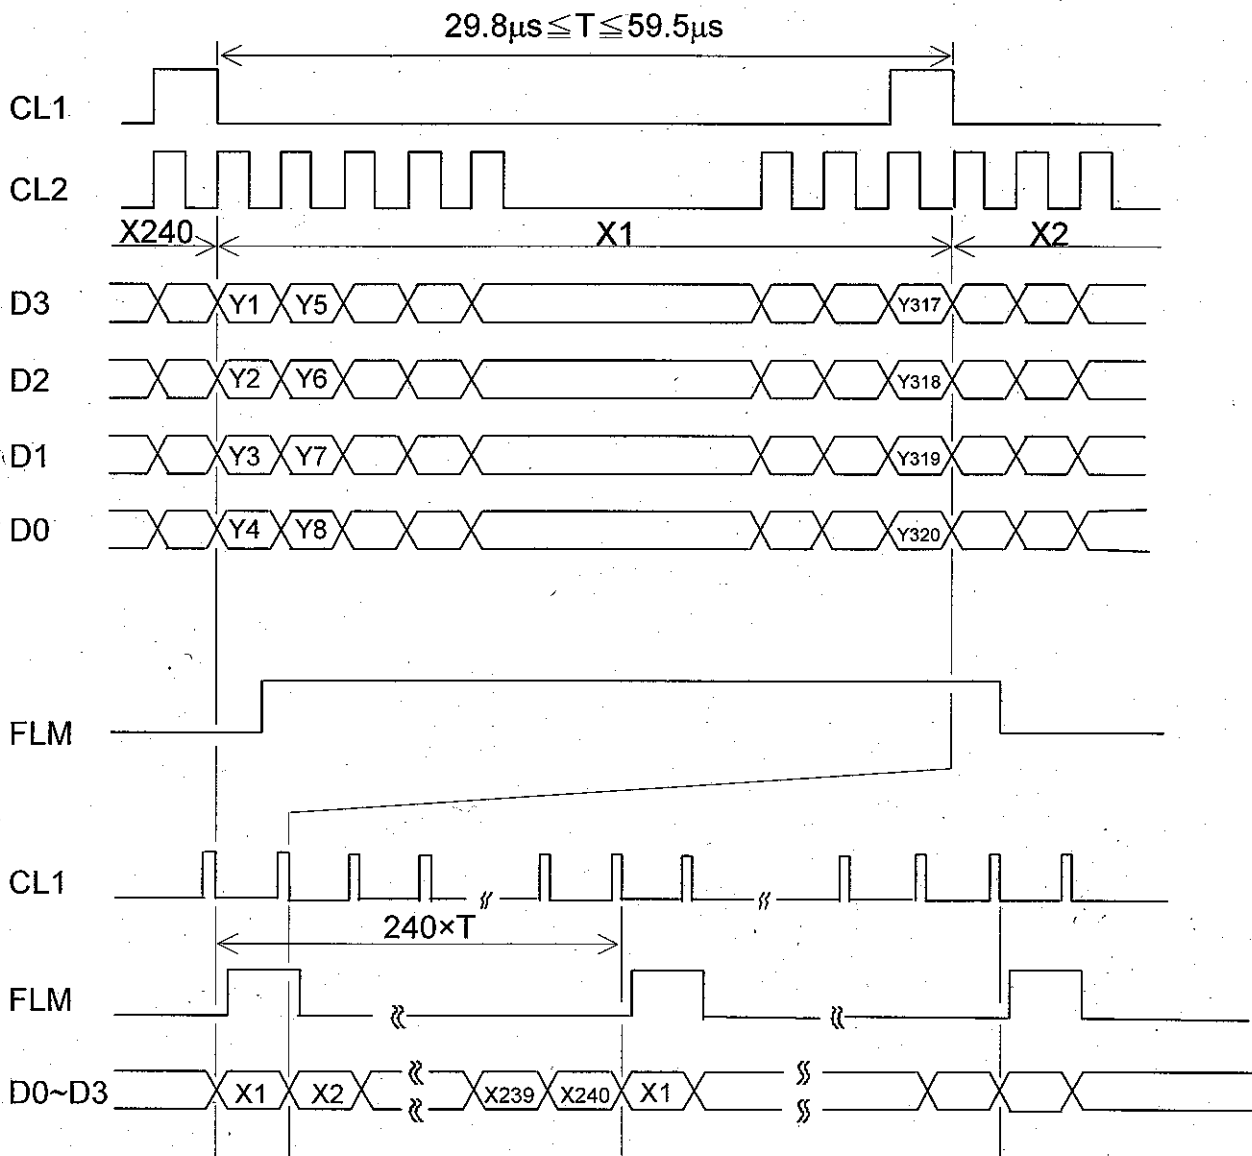 29.8μs≦T≦59.5μs
CL1
CL2
X240 X1 X2
D3 Y1 Y5 Y317
D2 Y2 Y6 Y318
D1 Y3 Y7 Y319
D0 Y4 Y8 Y320
FLM
CL1
240×T
FLM
D0~D3 X1 X2 X239 X240 X1